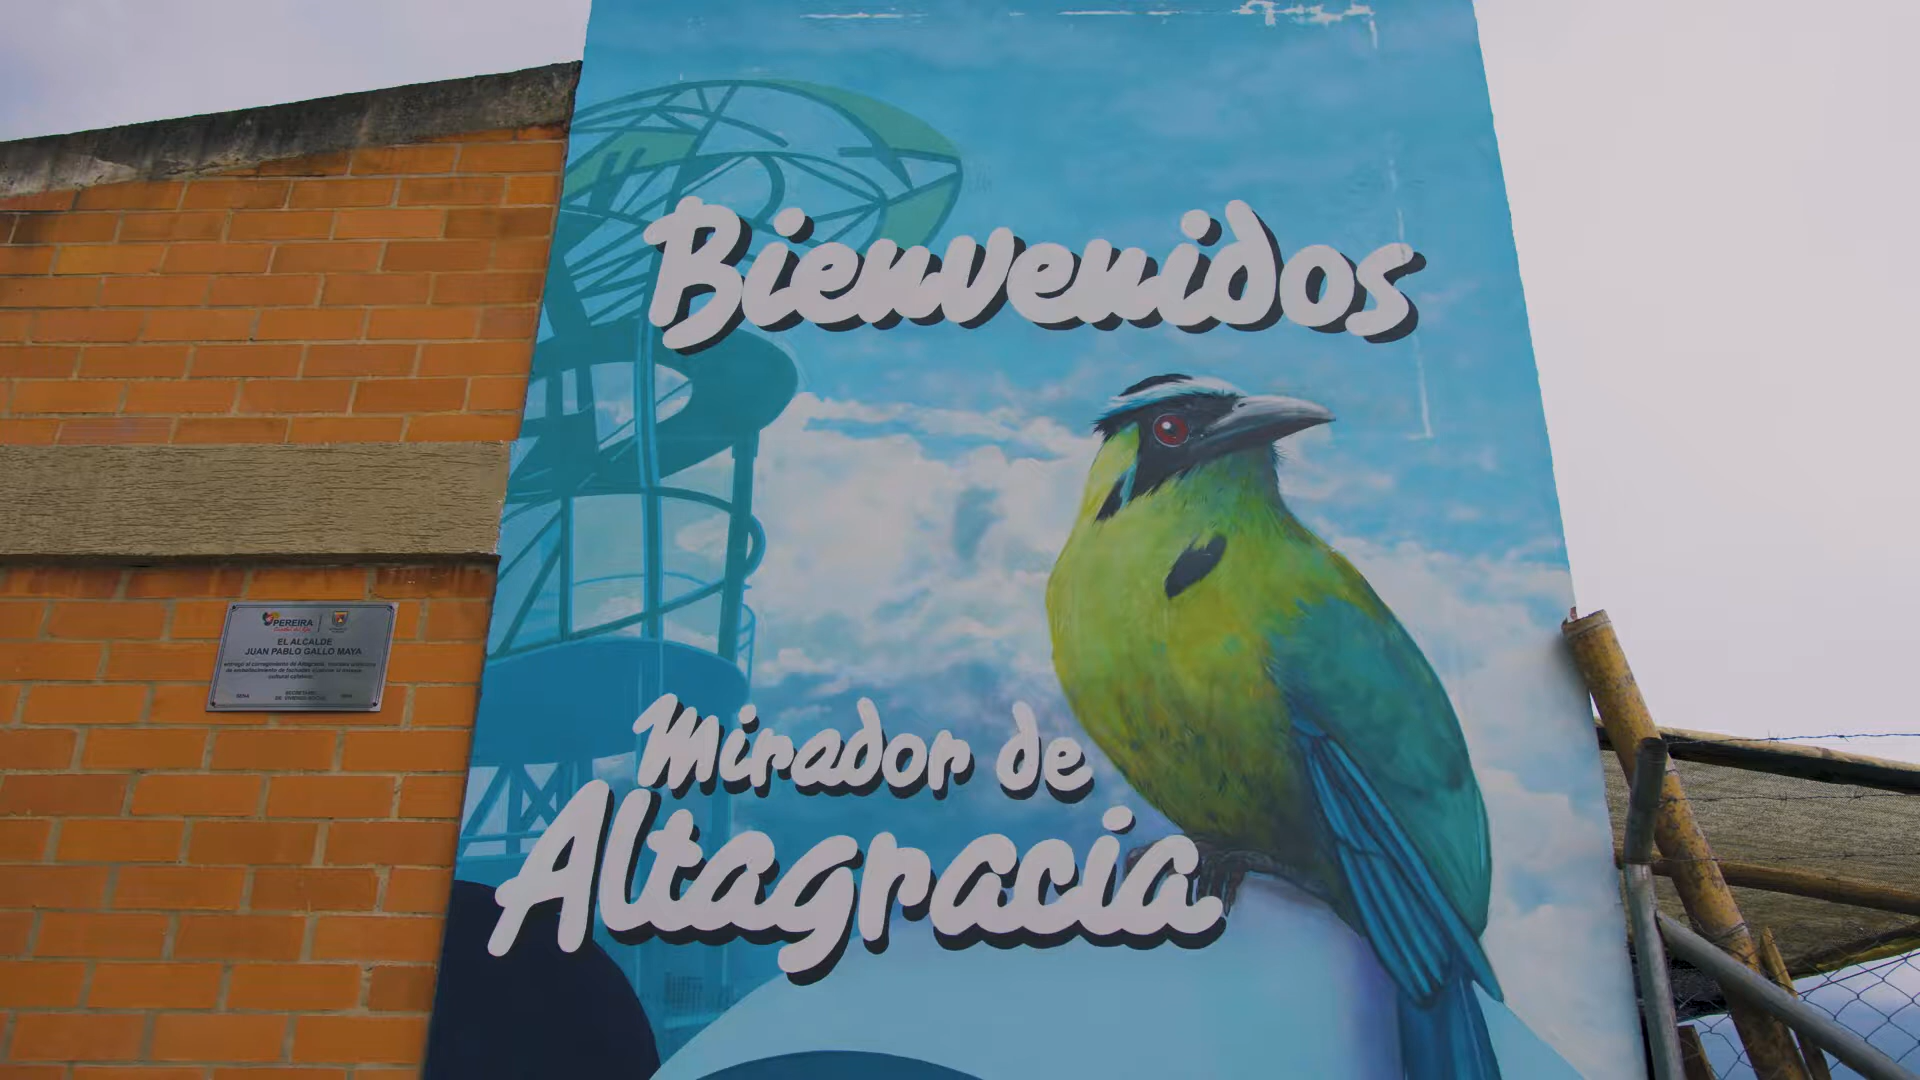 Bienvenidos
Mirador de
Altagracia
PEREIRA
EL ALCALDE
JUAN PABLO GALLO MAYA